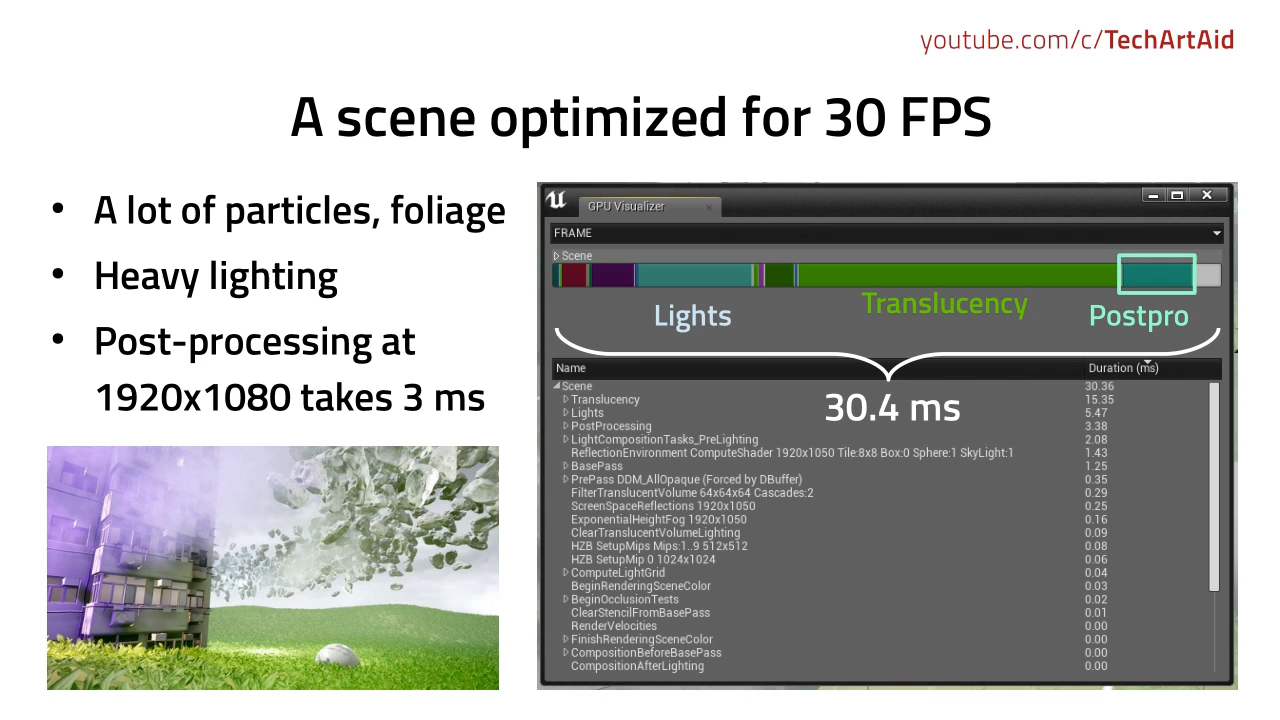 youtube.com/c/TechArtAid
A scene optimized for 30 FPS
• A lot of particles, foliage
• Heavy lighting
• Post-processing at
1920x1080 takes 3 ms
GPU Visualizer
FRAME
Scene
Lights
Translucency
Postpro
Name Duration (ms)
30.4 ms
Scene 30.36
Translucency 15.35
Lights 5.47
PostProcessing 3.38
LightCompositionTasks_PreLighting 2.08
ReflectionEnvironment ComputeShader 1920x1050 Tile:8x8 Box:0 Sphere:1 SkyLight:1 1.43
BasePass 1.25
PrePass DDM_AllOpaque (Forced by DBuffer) 0.35
FilterTranslucentVolume 64x64x64 Cascades:2 0.29
ScreenSpaceReflections 1920x1050 0.25
ExponentialHeightFog 1920x1050 0.16
ClearTranslucentVolumeLighting 0.09
HZB SetupMips Mips:1..9 512x512 0.08
HZB SetupMip 0 1024x1024 0.06
ComputeLightGrid 0.04
BeginRenderingSceneColor 0.03
BeginOcclusionTests 0.02
ClearStencilFromBasePass 0.01
RenderVelocities 0.00
FinishRenderingSceneColor 0.00
CompositionBeforeBasePass 0.00
CompositionAfterLighting 0.00